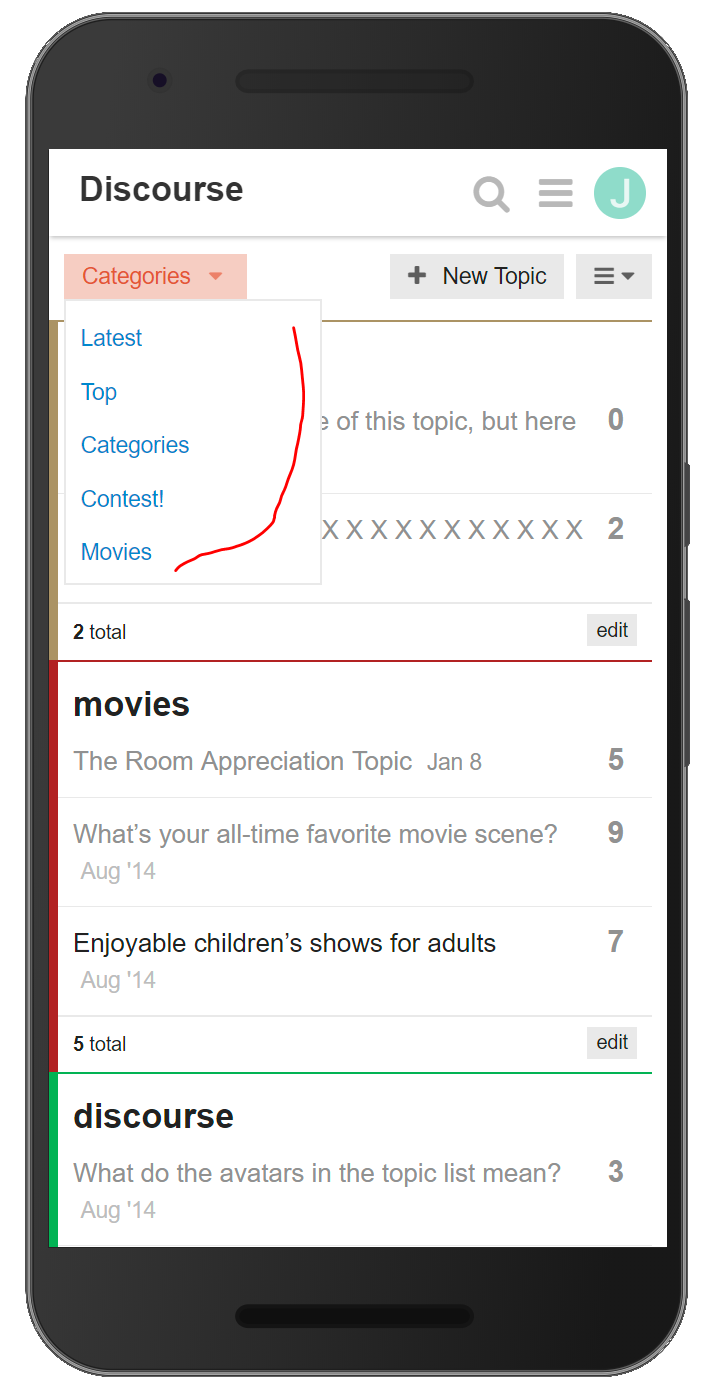 Discourse
J
Categories
+ New Topic
Latest
Top
Categories
Contest!
Movies
of this topic, but here 0
X X X X X X X X X X X 2
2 total edit
movies
The Room Appreciation Topic Jan 8 5
What’s your all-time favorite movie scene? 9
Aug '14
Enjoyable children’s shows for adults 7
Aug '14
5 total edit
discourse
What do the avatars in the topic list mean? 3
Aug '14